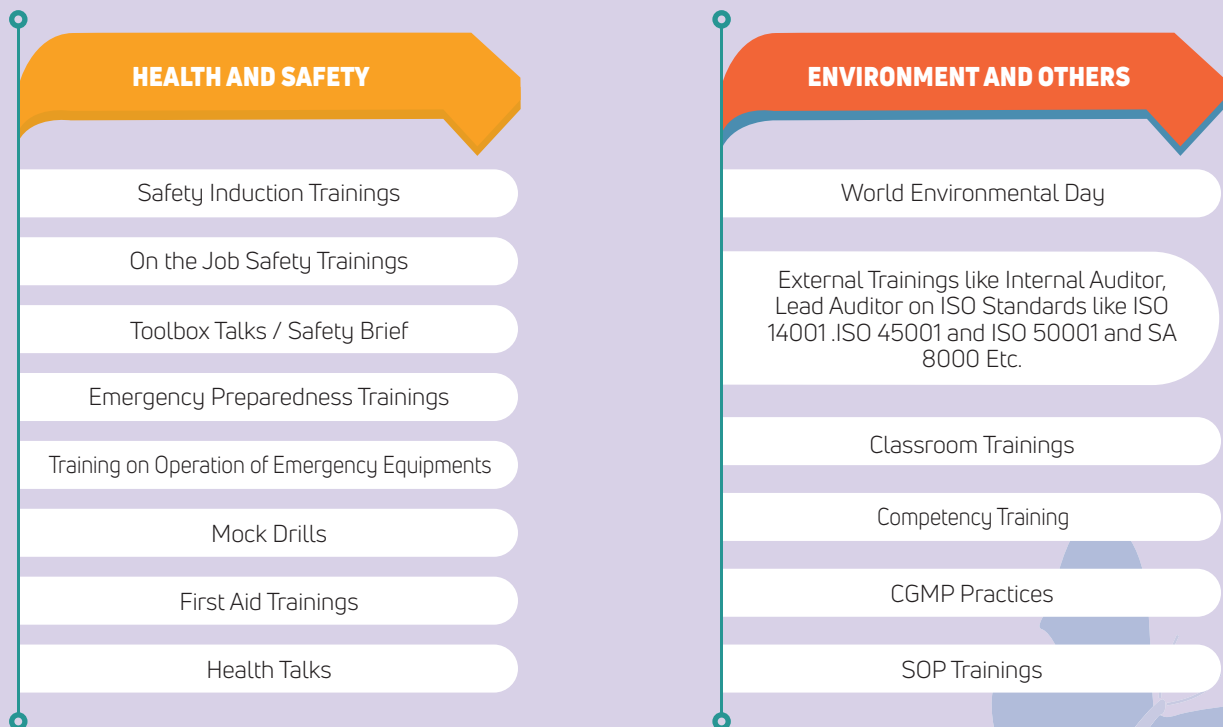 HEALTH AND SAFETY
Safety Induction Trainings
On the Job Safety Trainings
Toolbox Talks / Safety Brief
Emergency Preparedness Trainings
Training on Operation of Emergency Equipments
Mock Drills
First Aid Trainings
Health Talks
ENVIRONMENT AND OTHERS
World Environmental Day
External Trainings like Internal Auditor,
Lead Auditor on ISO Standards like ISO
14001 .ISO 45001 and ISO 50001 and SA
8000 Etc.
Classroom Trainings
Competency Training
CGMP Practices
SOP Trainings